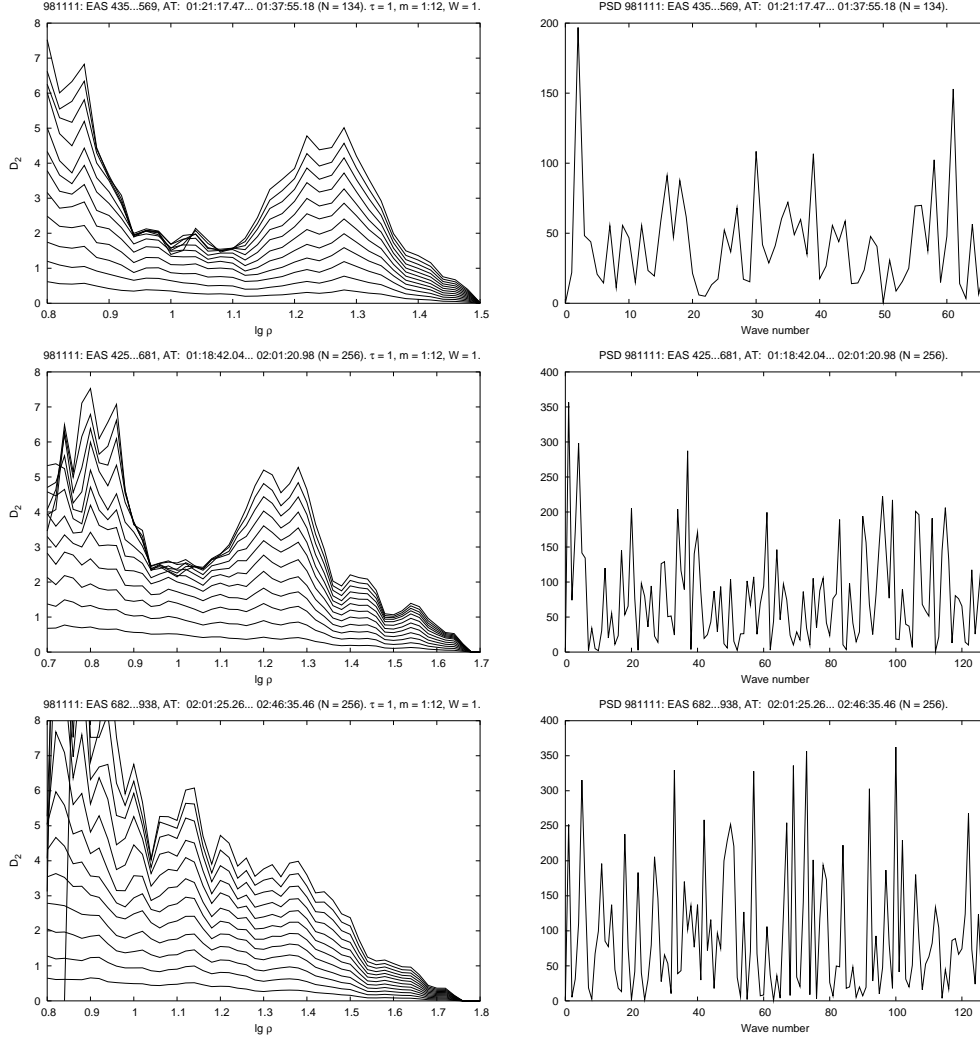 981111: EAS 435...569, AT: 01:21:17.47... 01:37:55.18 (N = 134). τ = 1, m = 1:12, W = 1.
8
7
6
5
4
3
2
1
0
D2
0.8 0.9 1 1.1 1.2 1.3 1.4 1.5
lg ρ
PSD 981111: EAS 435...569, AT: 01:21:17.47... 01:37:55.18 (N = 134).
200
150
100
50
0
0 10 20 30 40 50 60
Wave number
981111: EAS 425...681, AT: 01:18:42.04... 02:01:20.98 (N = 256). τ = 1, m = 1:12, W = 1.
8
7
6
5
4
3
2
1
0
D2
0.7 0.8 0.9 1 1.1 1.2 1.3 1.4 1.5 1.6 1.7
lg ρ
PSD 981111: EAS 425...681, AT: 01:18:42.04... 02:01:20.98 (N = 256).
400
350
300
250
200
150
100
50
0
0 20 40 60 80 100 120
Wave number
981111: EAS 682...938, AT: 02:01:25.26... 02:46:35.46 (N = 256). τ = 1, m = 1:12, W = 1.
8
7
6
5
4
3
2
1
0
D2
0.8 0.9 1 1.1 1.2 1.3 1.4 1.5 1.6 1.7 1.8
lg ρ
PSD 981111: EAS 682...938, AT: 02:01:25.26... 02:46:35.46 (N = 256).
400
350
300
250
200
150
100
50
0
0 20 40 60 80 100 120
Wave number